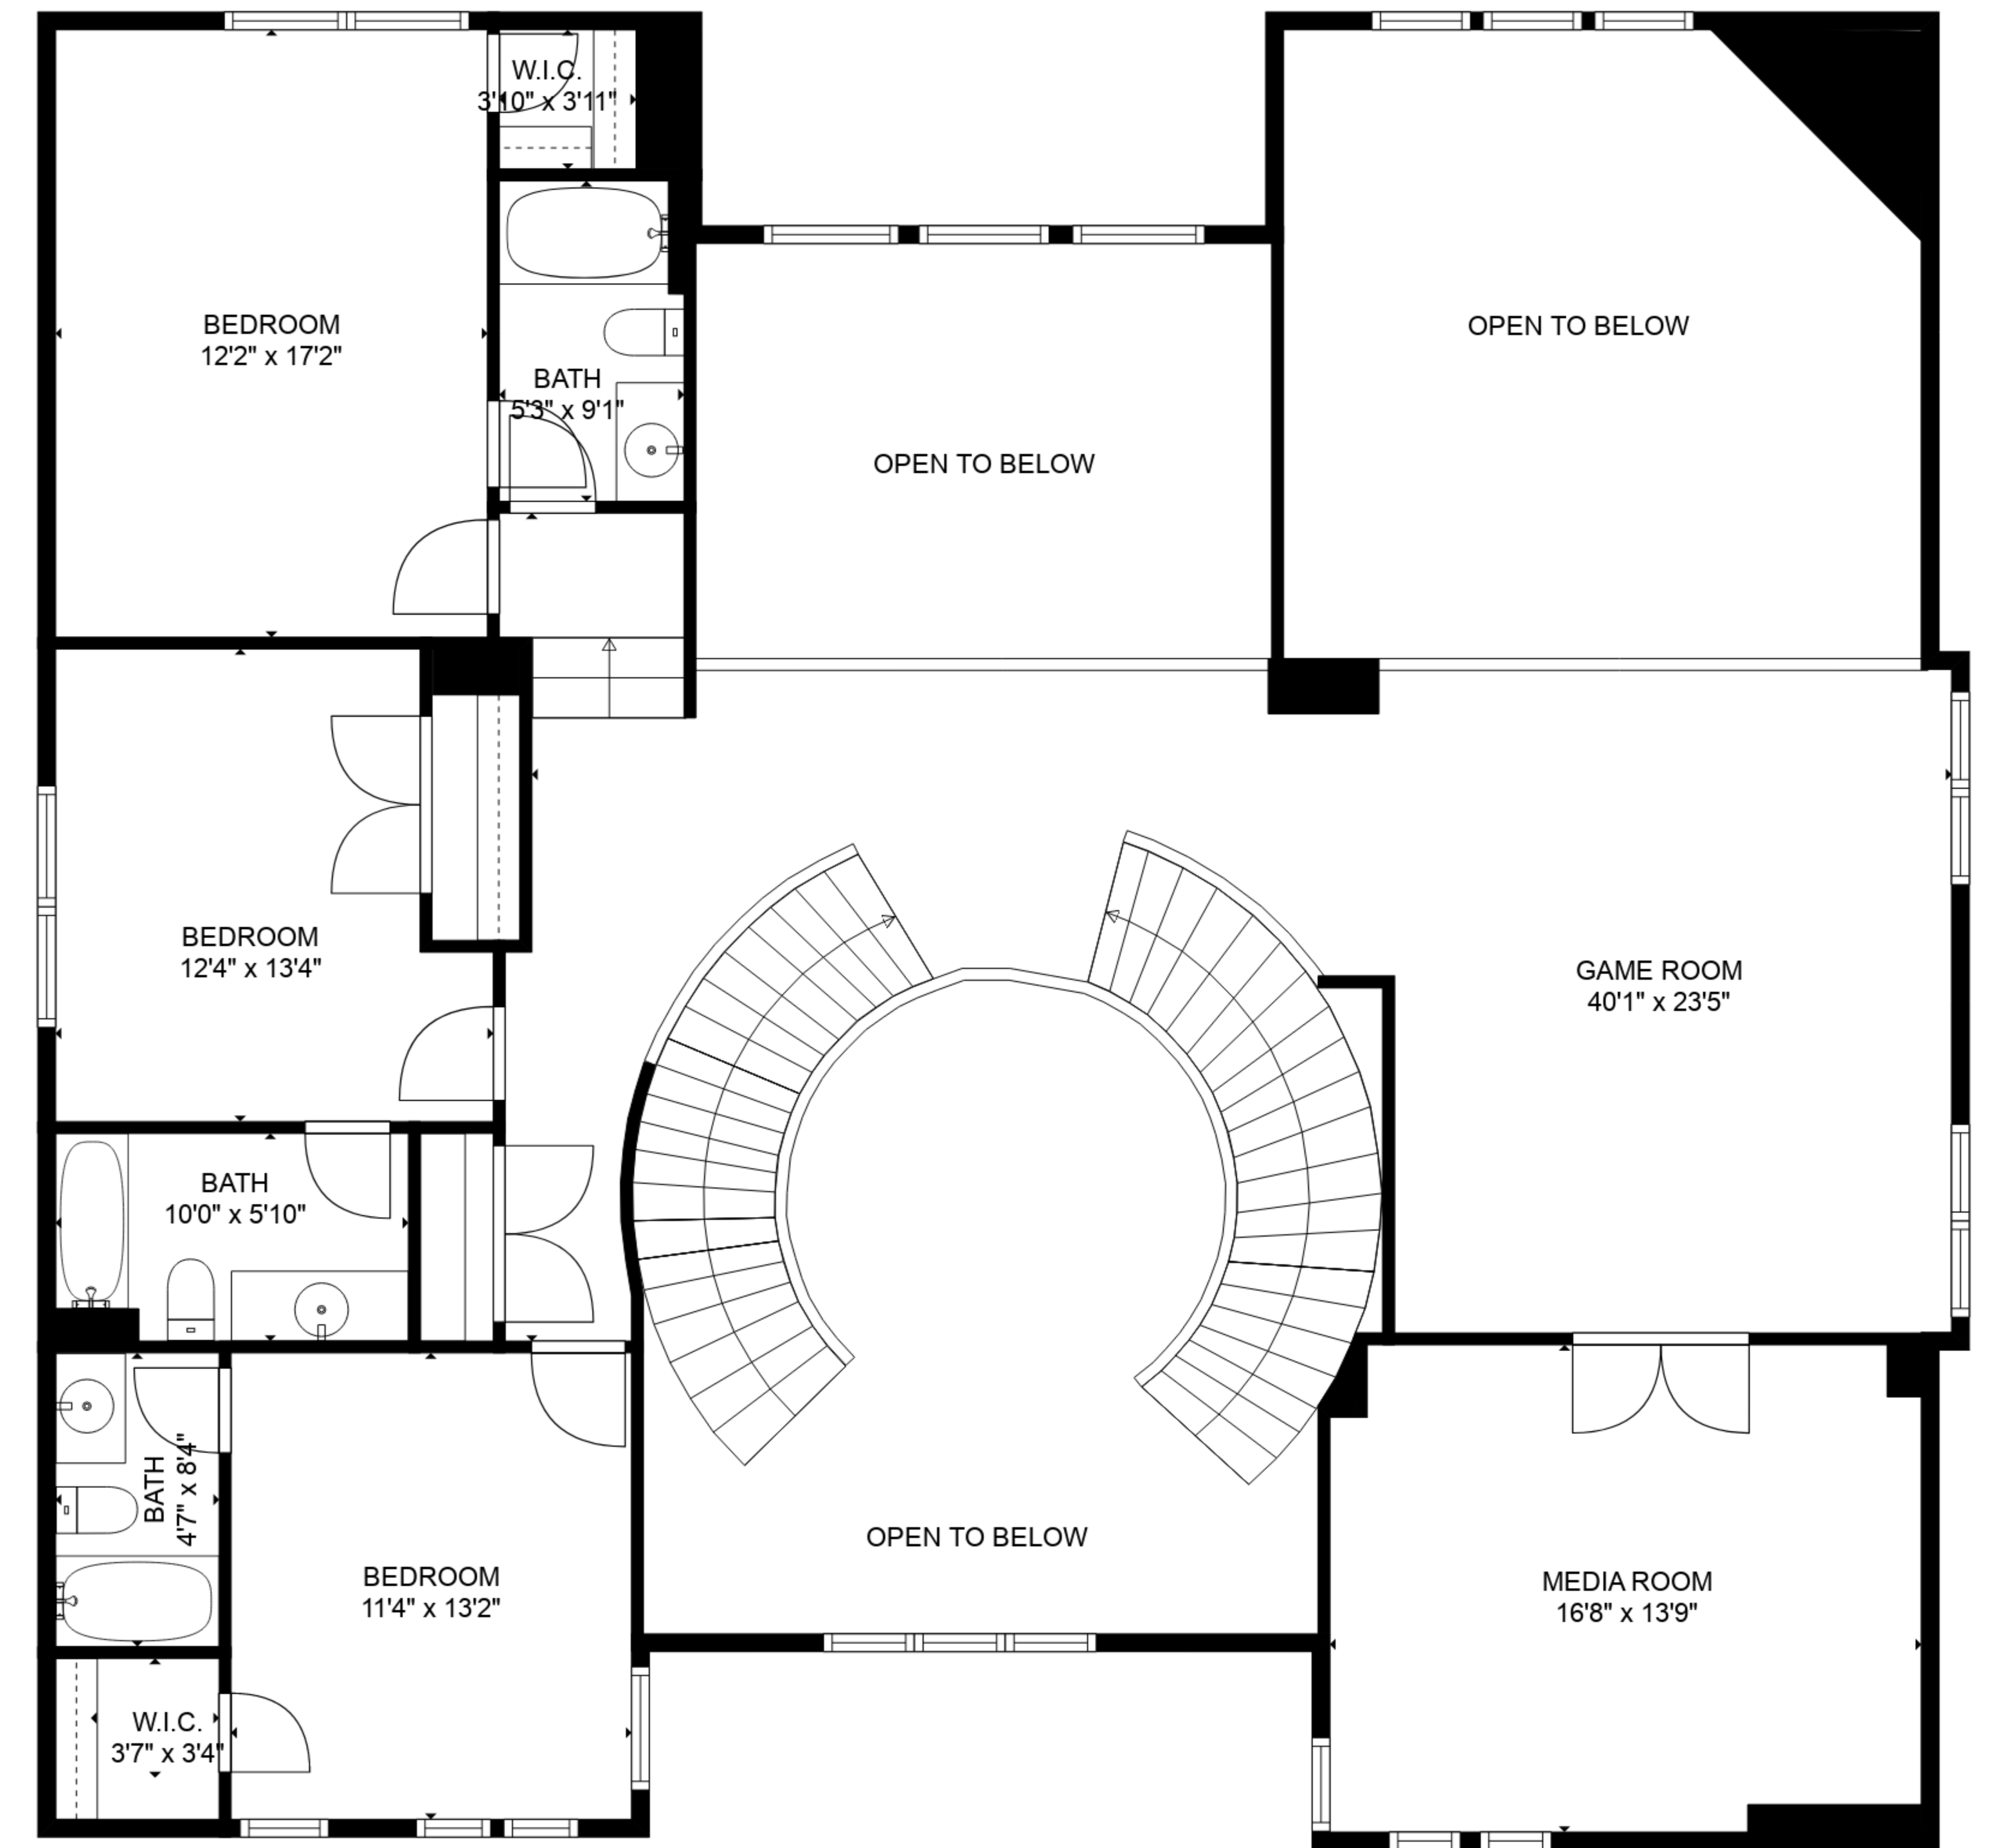 W.I.C.
3'10" x 3'11"
BEDROOM
12'2" x 17'2"
BATH
5'3" x 9'1"
OPEN TO BELOW
OPEN TO BELOW
BEDROOM
12'4" x 13'4"
GAME ROOM
40'1" x 23'5"
BATH
10'0" x 5'10"
BATH
4'7" x 8'4"
BEDROOM
11'4" x 13'2"
OPEN TO BELOW
MEDIA ROOM
16'8" x 13'9"
W.I.C.
3'7" x 3'4"